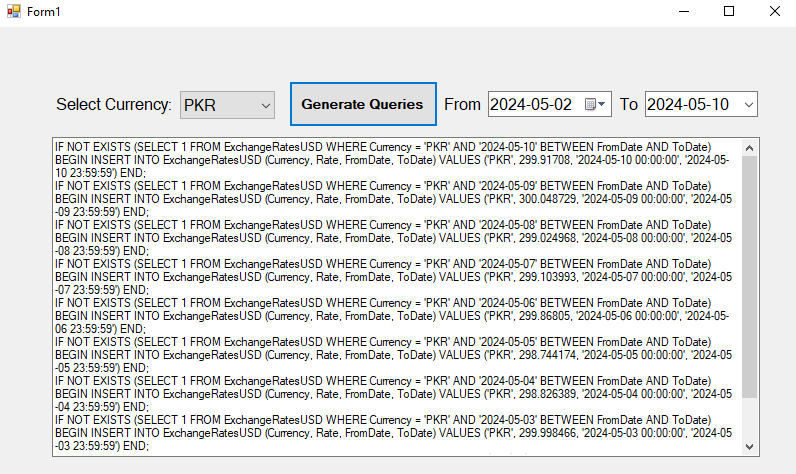 Form1
Select Currency: PKR Generate Queries From 2024-05-02 To 2024-05-10
IF NOT EXISTS (SELECT 1 FROM ExchangeRatesUSD WHERE Currency = 'PKR' AND '2024-05-10' BETWEEN FromDate AND ToDate)
BEGIN INSERT INTO ExchangeRatesUSD (Currency, Rate, FromDate, ToDate) VALUES ('PKR', 299.91708, '2024-05-10 00:00:00', '2024-05-
10 23:59:59') END;
IF NOT EXISTS (SELECT 1 FROM ExchangeRatesUSD WHERE Currency = 'PKR' AND '2024-05-09' BETWEEN FromDate AND ToDate)
BEGIN INSERT INTO ExchangeRatesUSD (Currency, Rate, FromDate, ToDate) VALUES ('PKR', 300.048729, '2024-05-09 00:00:00', '2024-05
-09 23:59:59') END;
IF NOT EXISTS (SELECT 1 FROM ExchangeRatesUSD WHERE Currency = 'PKR' AND '2024-05-08' BETWEEN FromDate AND ToDate)
BEGIN INSERT INTO ExchangeRatesUSD (Currency, Rate, FromDate, ToDate) VALUES ('PKR', 299.024968, '2024-05-08 00:00:00', '2024-05
-08 23:59:59') END;
IF NOT EXISTS (SELECT 1 FROM ExchangeRatesUSD WHERE Currency = 'PKR' AND '2024-05-07' BETWEEN FromDate AND ToDate)
BEGIN INSERT INTO ExchangeRatesUSD (Currency, Rate, FromDate, ToDate) VALUES ('PKR', 299.103993, '2024-05-07 00:00:00', '2024-05
-07 23:59:59') END;
IF NOT EXISTS (SELECT 1 FROM ExchangeRatesUSD WHERE Currency = 'PKR' AND '2024-05-06' BETWEEN FromDate AND ToDate)
BEGIN INSERT INTO ExchangeRatesUSD (Currency, Rate, FromDate, ToDate) VALUES ('PKR', 299.86805, '2024-05-06 00:00:00', '2024-05-
06 23:59:59') END;
IF NOT EXISTS (SELECT 1 FROM ExchangeRatesUSD WHERE Currency = 'PKR' AND '2024-05-05' BETWEEN FromDate AND ToDate)
BEGIN INSERT INTO ExchangeRatesUSD (Currency, Rate, FromDate, ToDate) VALUES ('PKR', 298.744174, '2024-05-05 00:00:00', '2024-05
-05 23:59:59') END;
IF NOT EXISTS (SELECT 1 FROM ExchangeRatesUSD WHERE Currency = 'PKR' AND '2024-05-04' BETWEEN FromDate AND ToDate)
BEGIN INSERT INTO ExchangeRatesUSD (Currency, Rate, FromDate, ToDate) VALUES ('PKR', 298.826389, '2024-05-04 00:00:00', '2024-05
-04 23:59:59') END;
IF NOT EXISTS (SELECT 1 FROM ExchangeRatesUSD WHERE Currency = 'PKR' AND '2024-05-03' BETWEEN FromDate AND ToDate)
BEGIN INSERT INTO ExchangeRatesUSD (Currency, Rate, FromDate, ToDate) VALUES ('PKR', 299.998466, '2024-05-03 00:00:00', '2024-05
-03 23:59:59') END;